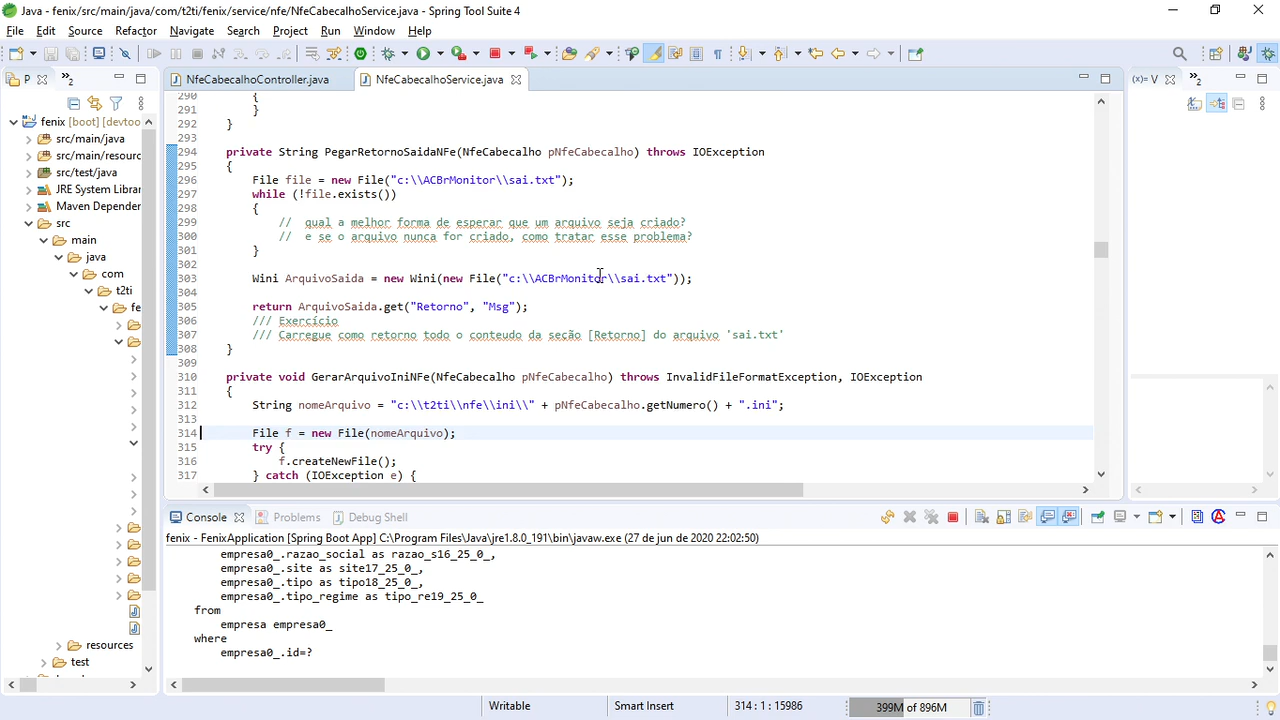 Java - fenix/src/main/java/com/t2ti/fenix/service/nfe/NfeCabecalhoService.java - Spring Tool Suite 4
File Edit Source Refactor Navigate Search Project Run Window Help
P
NfeCabecalhoController.java
NfeCabecalhoService.java
(x)= V
fenix [boot] [devtoo
src/main/java
src/main/resourc
src/test/java
JRE System Librar
Maven Depender
src
main
java
com
t2ti
fe
resources
test
290 {
291 }
292 }
293
294 private String PegarRetornoSaidaNFe(NfeCabecalho pNfeCabecalho) throws IOException
295 {
296 File file = new File("c:\\ACBrMonitor\\sai.txt");
297 while (!file.exists())
298 {
299 // qual a melhor forma de esperar que um arquivo seja criado?
300 // e se o arquivo nunca for criado, como tratar esse problema?
301 }
302
303 Wini ArquivoSaida = new Wini(new File("c:\\ACBrMonitor\\sai.txt"));
304
305 return ArquivoSaida.get("Retorno", "Msg");
306 /// Exercício
307 /// Carregue como retorno todo o conteudo da seção [Retorno] do arquivo 'sai.txt'
308 }
309
310 private void GerarArquivoIniNFe(NfeCabecalho pNfeCabecalho) throws InvalidFileFormatException, IOException
311 {
312 String nomeArquivo = "c:\\t2ti\\nfe\\ini\\" + pNfeCabecalho.getNumero() + ".ini";
313
314 File f = new File(nomeArquivo);
315 try {
316 f.createNewFile();
317 } catch (IOException e) {
Console Problems Debug Shell
fenix - FenixApplication [Spring Boot App] C:\Program Files\Java\jre1.8.0_191\bin\javaw.exe (27 de jun de 2020 22:02:50)
empresa0_.razao_social as razao_s16_25_0_,
empresa0_.site as site17_25_0_,
empresa0_.tipo as tipo18_25_0_,
empresa0_.tipo_regime as tipo_re19_25_0_
from
empresa empresa0_
where
empresa0_.id=?
Writable
Smart Insert
314 : 1 : 15986
399M of 896M